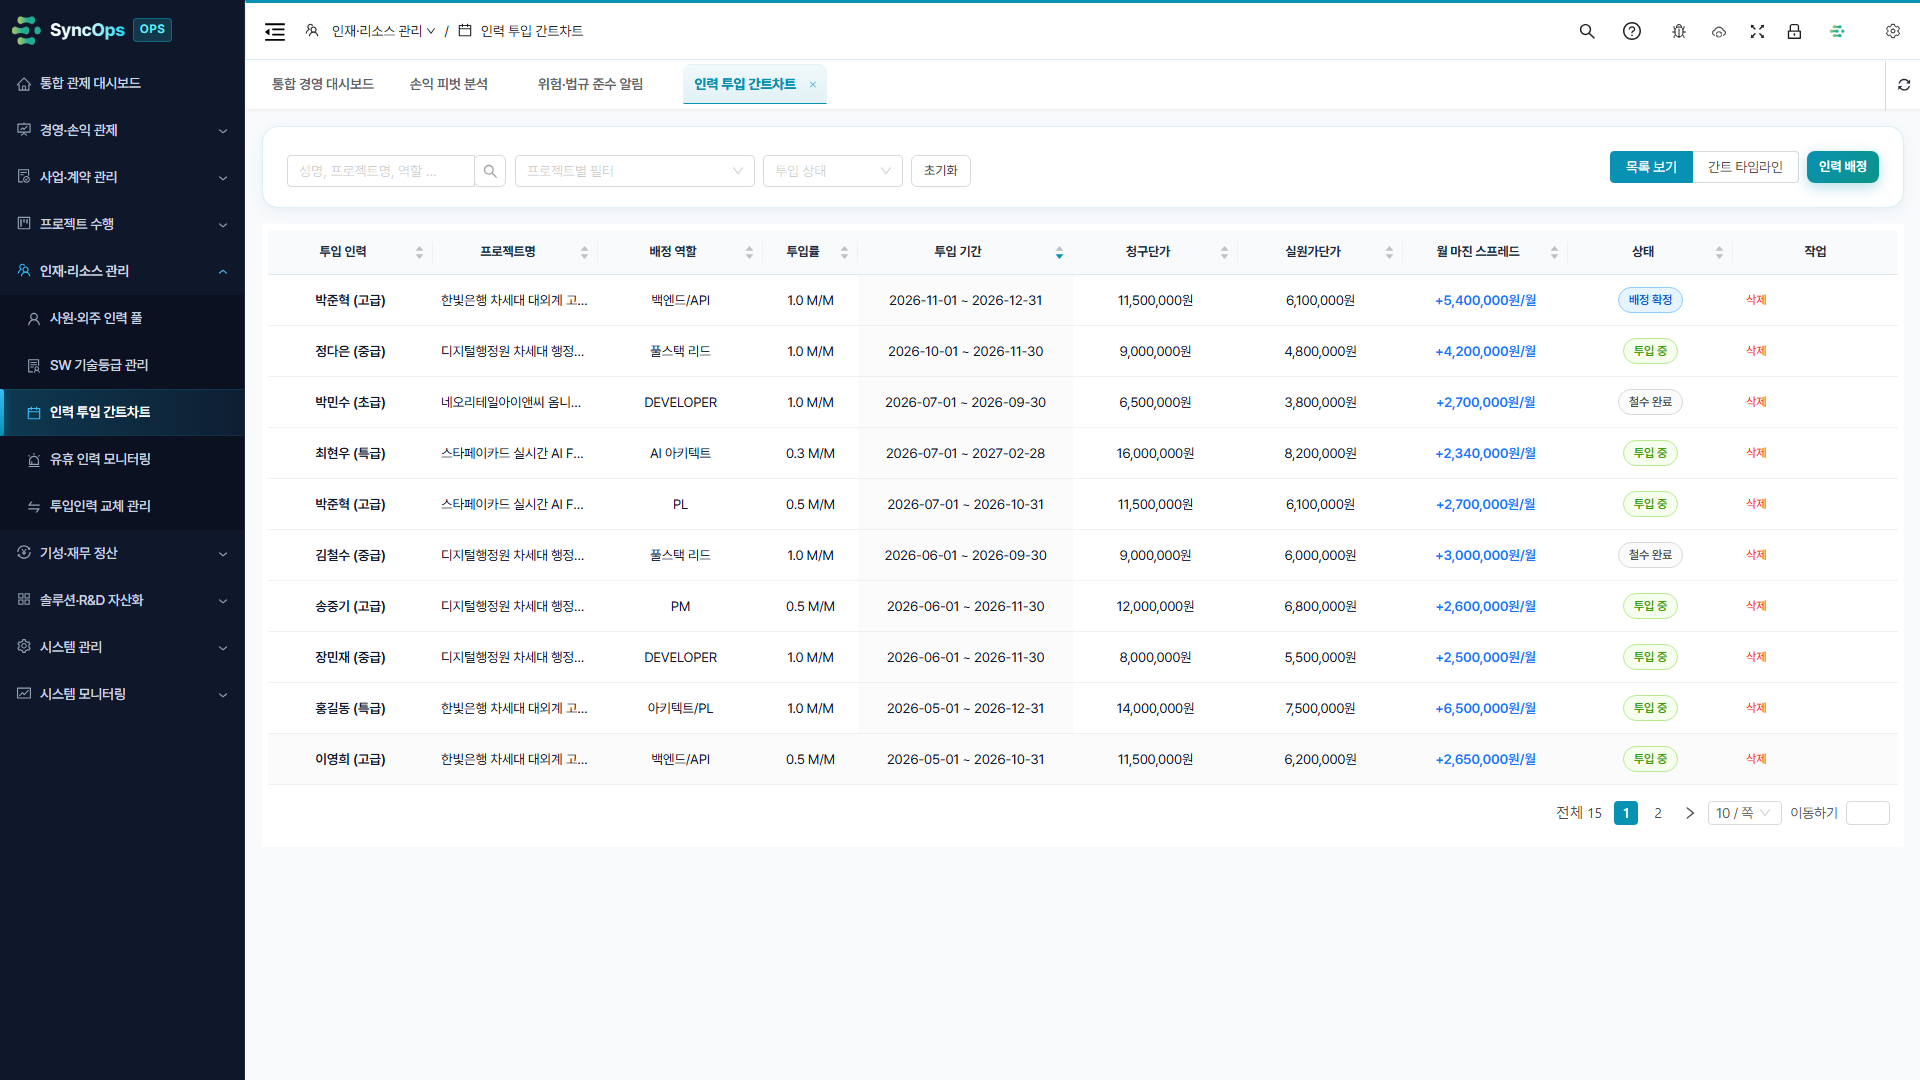 SyncOps OPS
통합 관제 대시보드
경영·손익 관제
사업·계약 관리
프로젝트 수행
인재·리소스 관리
사원·외주 인력 풀
SW 기술등급 관리
인력 투입 간트차트
유휴 인력 모니터링
투입인력 교체 관리
기성·재무 정산
솔루션·R&D 자산화
시스템 관리
시스템 모니터링
인재·리소스 관리 / 인력 투입 간트차트
통합 경영 대시보드 손익 피벗 분석 위험·법규 준수 알림 인력 투입 간트차트 ×
성명, 프로젝트명, 역할 ... 프로젝트별 필터 투입 상태 초기화 목록 보기 간트 타임라인 인력 배정
투입 인력 프로젝트명 배정 역할 투입률 투입 기간 청구단가 실원가단가 월 마진 스프레드 상태 작업
박준혁 (고급) 한빛은행 차세대 대외계 고... 백엔드/API 1.0 M/M 2026-11-01 ~ 2026-12-31 11,500,000원 6,100,000원 +5,400,000원/월 배정 확정 삭제
정다은 (중급) 디지털행정원 차세대 행정... 풀스택 리드 1.0 M/M 2026-10-01 ~ 2026-11-30 9,000,000원 4,800,000원 +4,200,000원/월 투입 중 삭제
박민수 (초급) 네오리테일아이앤씨 옴니... DEVELOPER 1.0 M/M 2026-07-01 ~ 2026-09-30 6,500,000원 3,800,000원 +2,700,000원/월 철수 완료 삭제
최현우 (특급) 스타페이카드 실시간 AI F... AI 아키텍트 0.3 M/M 2026-07-01 ~ 2027-02-28 16,000,000원 8,200,000원 +2,340,000원/월 투입 중 삭제
박준혁 (고급) 스타페이카드 실시간 AI F... PL 0.5 M/M 2026-07-01 ~ 2026-10-31 11,500,000원 6,100,000원 +2,700,000원/월 투입 중 삭제
김철수 (중급) 디지털행정원 차세대 행정... 풀스택 리드 1.0 M/M 2026-06-01 ~ 2026-09-30 9,000,000원 6,000,000원 +3,000,000원/월 철수 완료 삭제
송중기 (고급) 디지털행정원 차세대 행정... PM 0.5 M/M 2026-06-01 ~ 2026-11-30 12,000,000원 6,800,000원 +2,600,000원/월 투입 중 삭제
장민재 (중급) 디지털행정원 차세대 행정... DEVELOPER 1.0 M/M 2026-06-01 ~ 2026-11-30 8,000,000원 5,500,000원 +2,500,000원/월 투입 중 삭제
홍길동 (특급) 한빛은행 차세대 대외계 고... 아키텍트/PL 1.0 M/M 2026-05-01 ~ 2026-12-31 14,000,000원 7,500,000원 +6,500,000원/월 투입 중 삭제
이영희 (고급) 한빛은행 차세대 대외계 고... 백엔드/API 0.5 M/M 2026-05-01 ~ 2026-10-31 11,500,000원 6,200,000원 +2,650,000원/월 투입 중 삭제
전체 15 1 2 10 / 쪽 이동하기